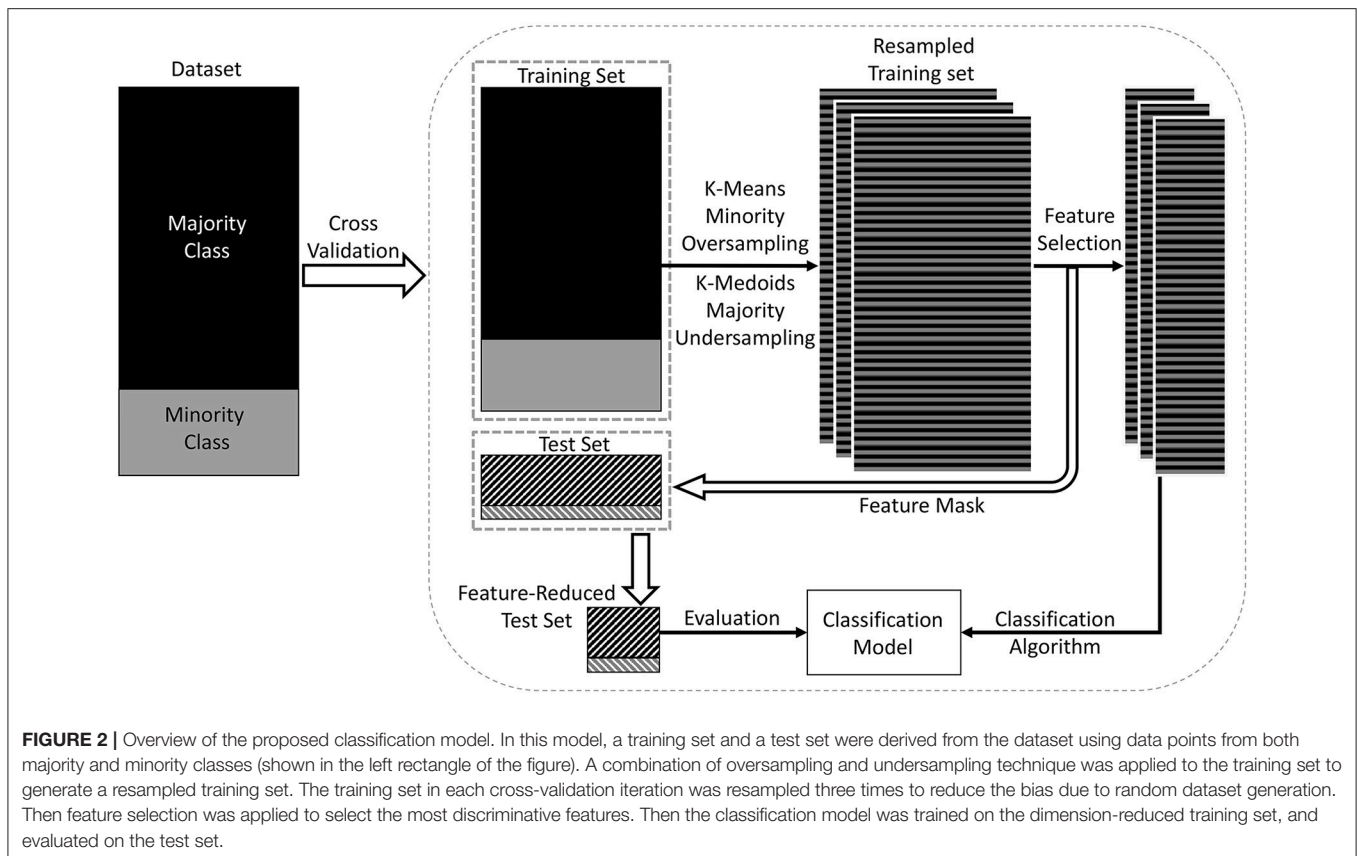 Dataset
Majority
Class
Minority
Class
Cross
Validation
Training Set
K-Means
Minority
Oversampling
K-Medoids
Majority
Undersampling
Resampled
Training set
Feature
Selection
Test Set
Feature Mask
Feature-Reduced
Test Set
Evaluation
Classification
Model
Classification
Algorithm
FIGURE 2 | Overview of the proposed classification model. In this model, a training set and a test set were derived from the dataset using data points from both
majority and minority classes (shown in the left rectangle of the figure). A combination of oversampling and undersampling technique was applied to the training set to
generate a resampled training set. The training set in each cross-validation iteration was resampled three times to reduce the bias due to random dataset generation.
Then feature selection was applied to select the most discriminative features. Then the classification model was trained on the dimension-reduced training set, and
evaluated on the test set.